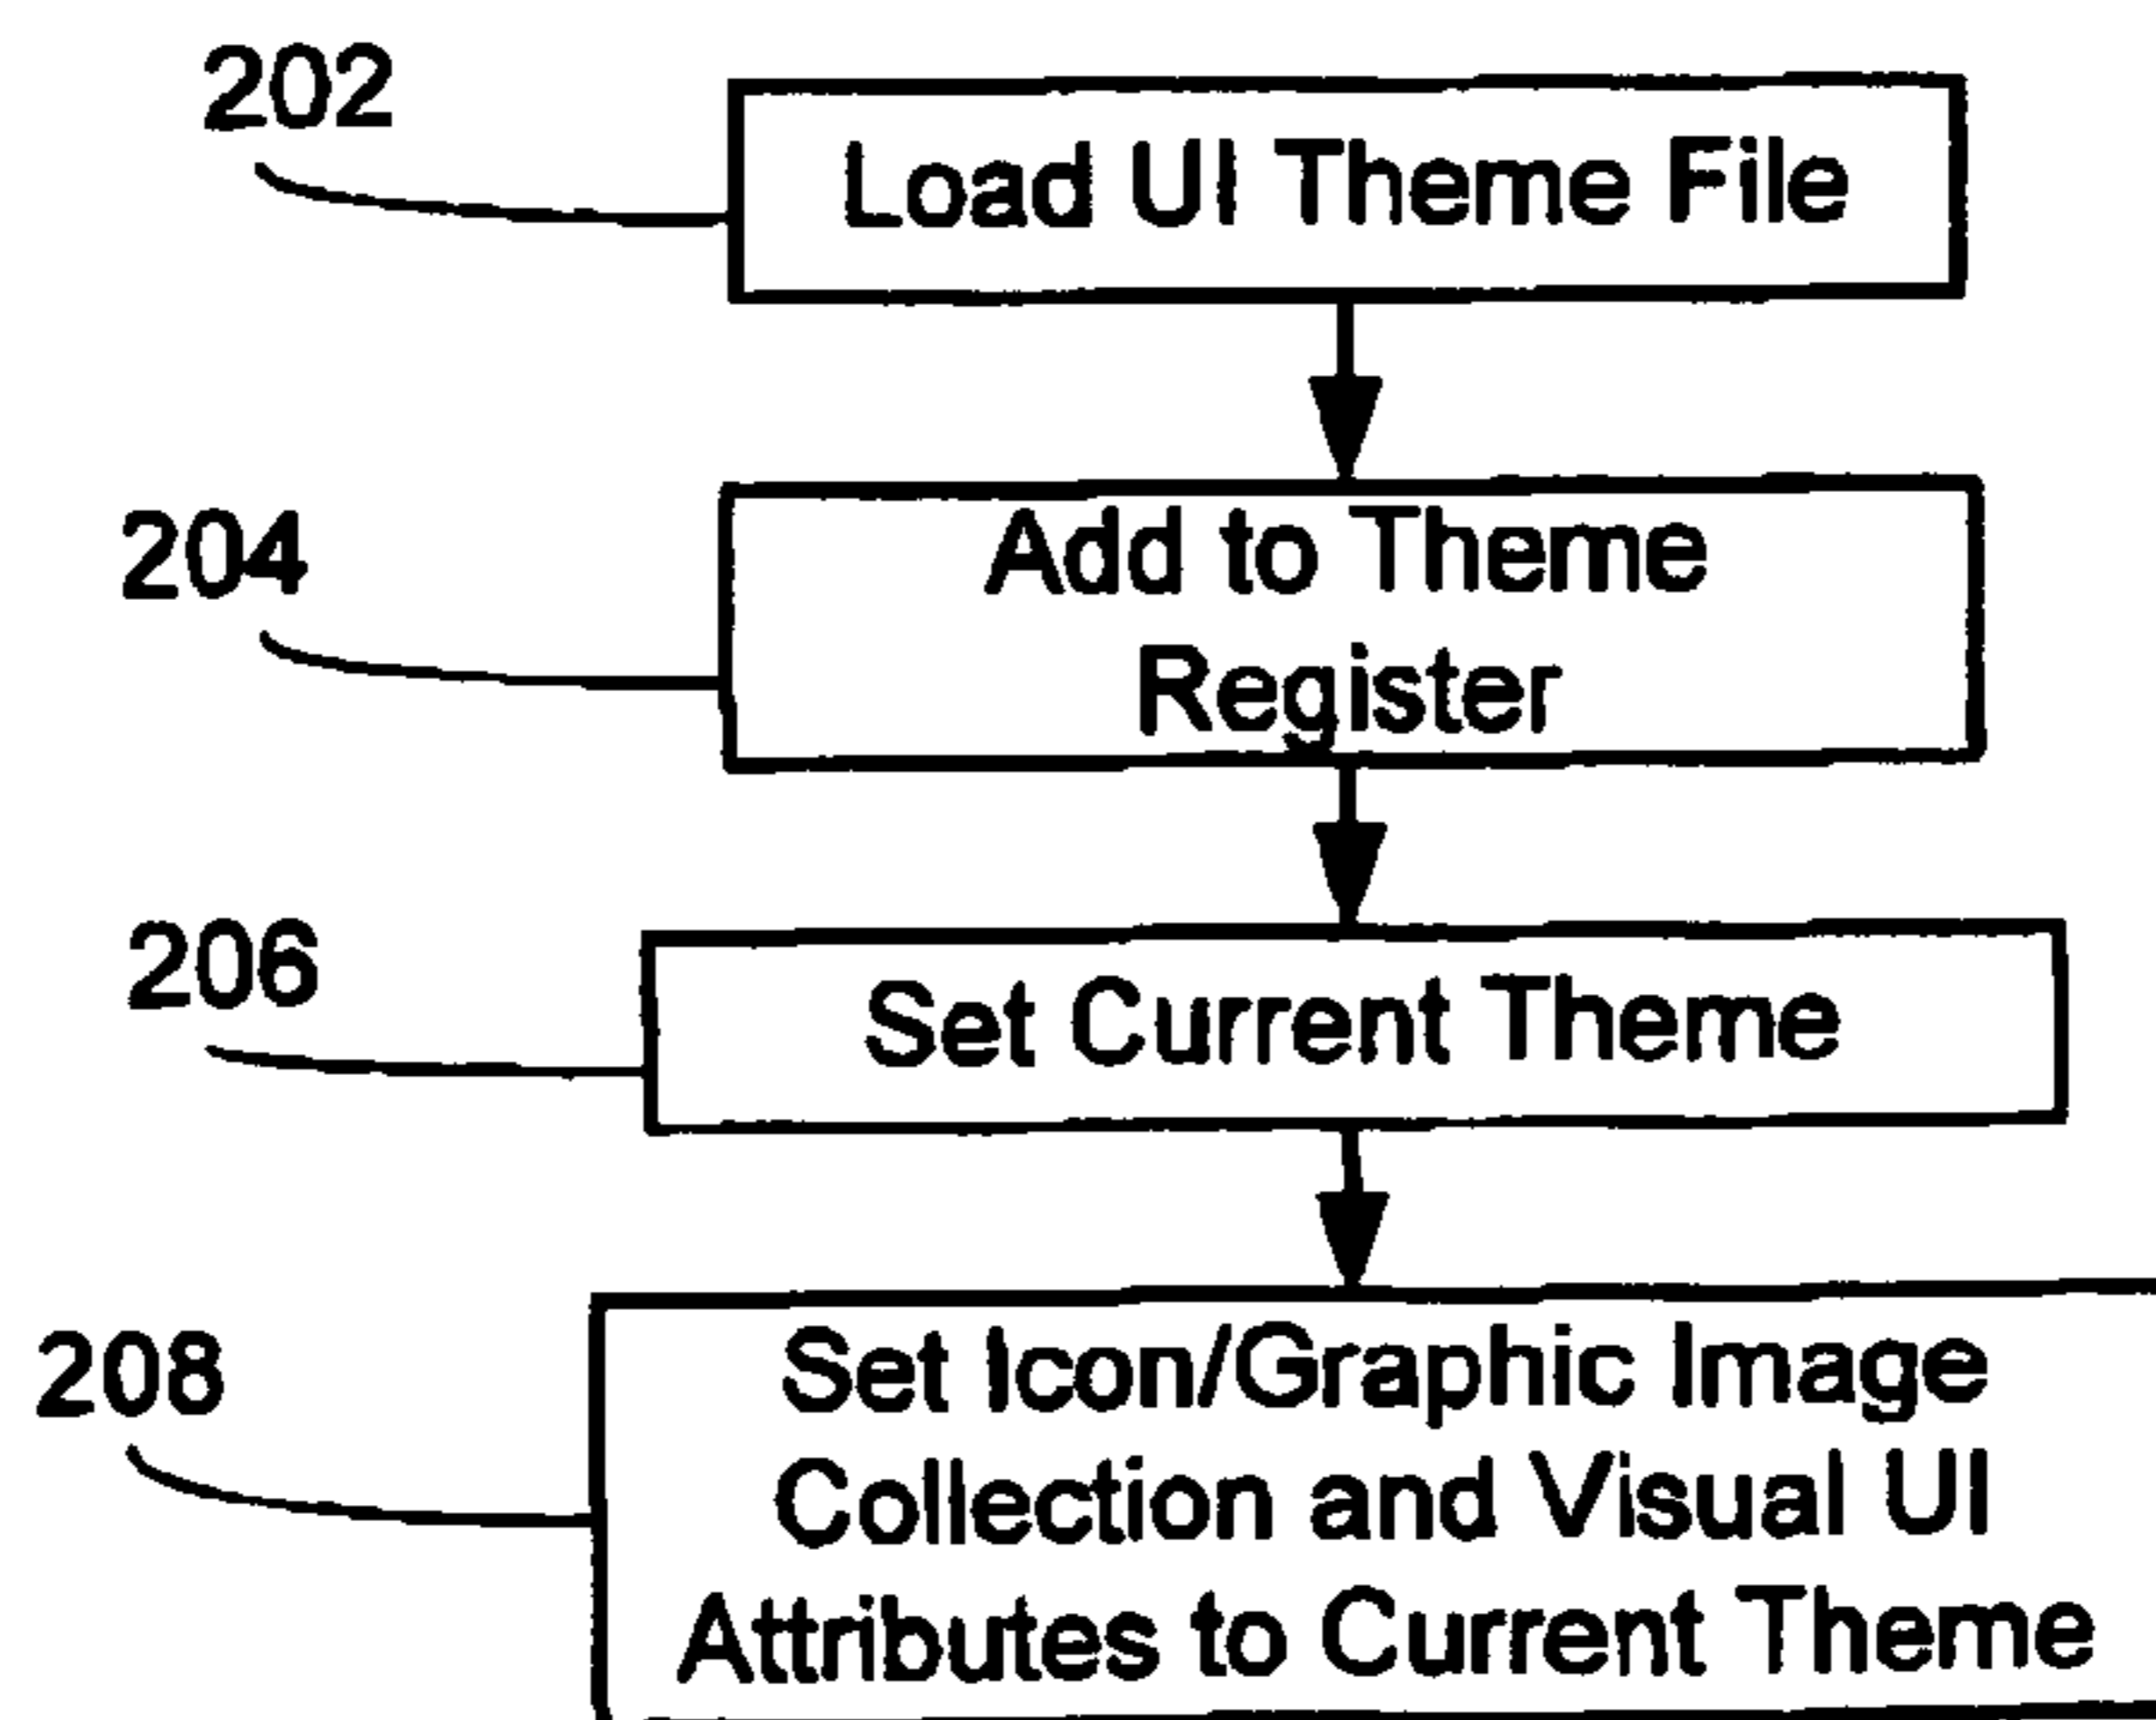 202
Load UI Theme File
204
Add to Theme
Register
206
Set Current Theme
208
Set Icon/Graphic Image
Collection and Visual UI
Attributes to Current Theme